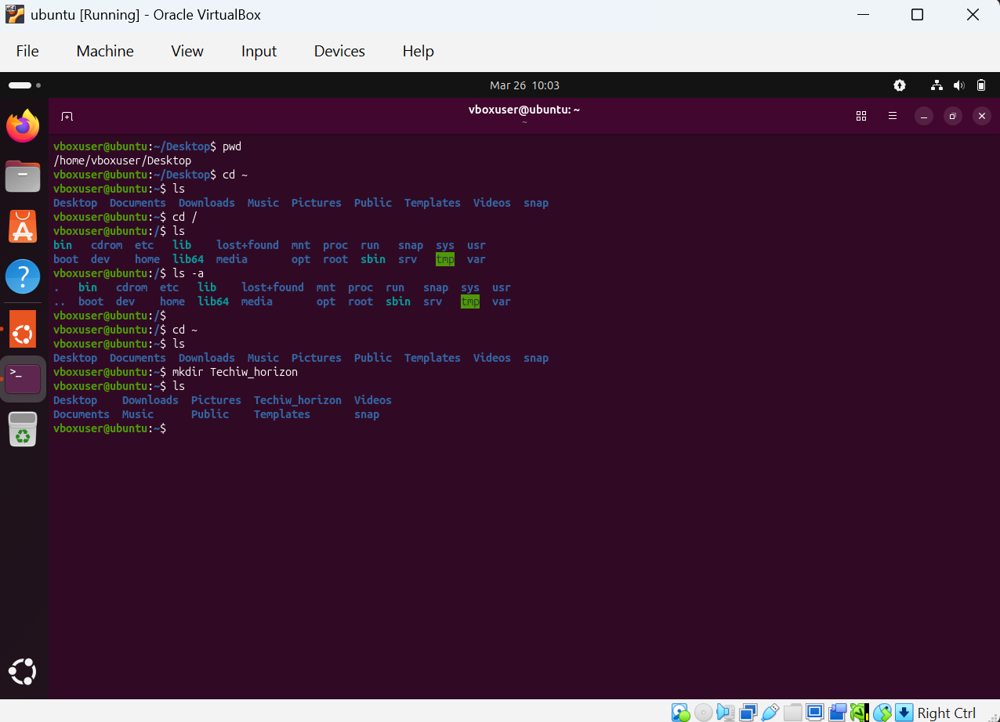 ubuntu [Running] - Oracle VirtualBox
File Machine View Input Devices Help
Mar 26 10:03
vboxuser@ubuntu: ~
~
vboxuser@ubuntu:~/Desktop$ pwd
/home/vboxuser/Desktop
vboxuser@ubuntu:~/Desktop$ cd ~
vboxuser@ubuntu:~$ ls
Desktop  Documents  Downloads  Music  Pictures  Public  Templates  Videos  snap
vboxuser@ubuntu:~$ cd /
vboxuser@ubuntu:/$ ls
bin   cdrom  etc   lib    lost+found  mnt  proc  run   snap  sys  usr
boot  dev    home  lib64  media       opt  root  sbin  srv   tmp  var
vboxuser@ubuntu:/$ ls -a
.   bin   cdrom  etc   lib    lost+found  mnt  proc  run   snap  sys  usr
..  boot  dev    home  lib64  media       opt  root  sbin  srv   tmp  var
vboxuser@ubuntu:/$
vboxuser@ubuntu:/$ cd ~
vboxuser@ubuntu:~$ ls
Desktop  Documents  Downloads  Music  Pictures  Public  Templates  Videos  snap
vboxuser@ubuntu:~$ mkdir Techiw_horizon
vboxuser@ubuntu:~$ ls
Desktop    Downloads  Pictures  Techiw_horizon  Videos
Documents  Music      Public    Templates       snap
vboxuser@ubuntu:~$
Right Ctrl